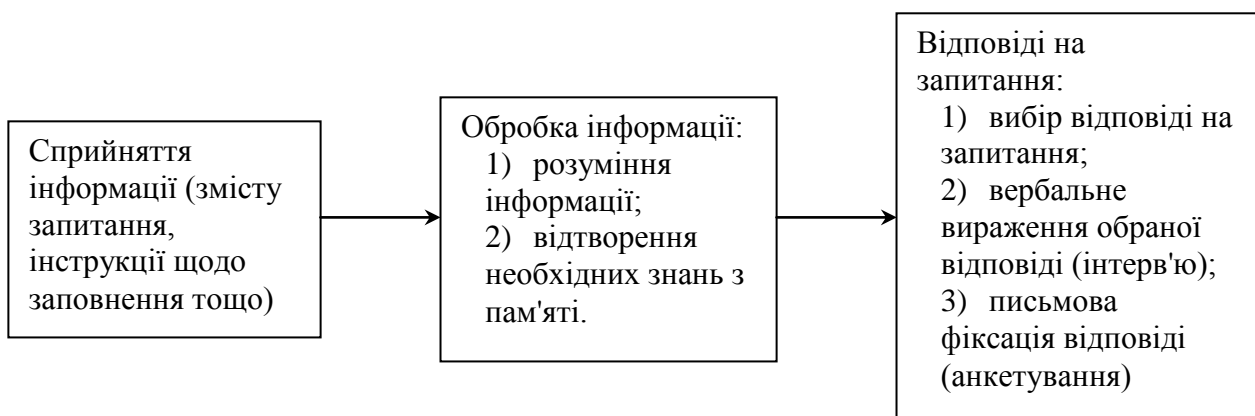 Сприйняття
інформації (змісту
запитання,
інструкції щодо
заповнення тощо)
Обробка інформації:
1) розуміння
інформації;
2) відтворення
необхідних знань з
пам'яті.
Відповіді на
запитання:
1) вибір відповіді на
запитання;
2) вербальне
вираження обраної
відповіді (інтерв'ю);
3) письмова
фіксація відповіді
(анкетування)